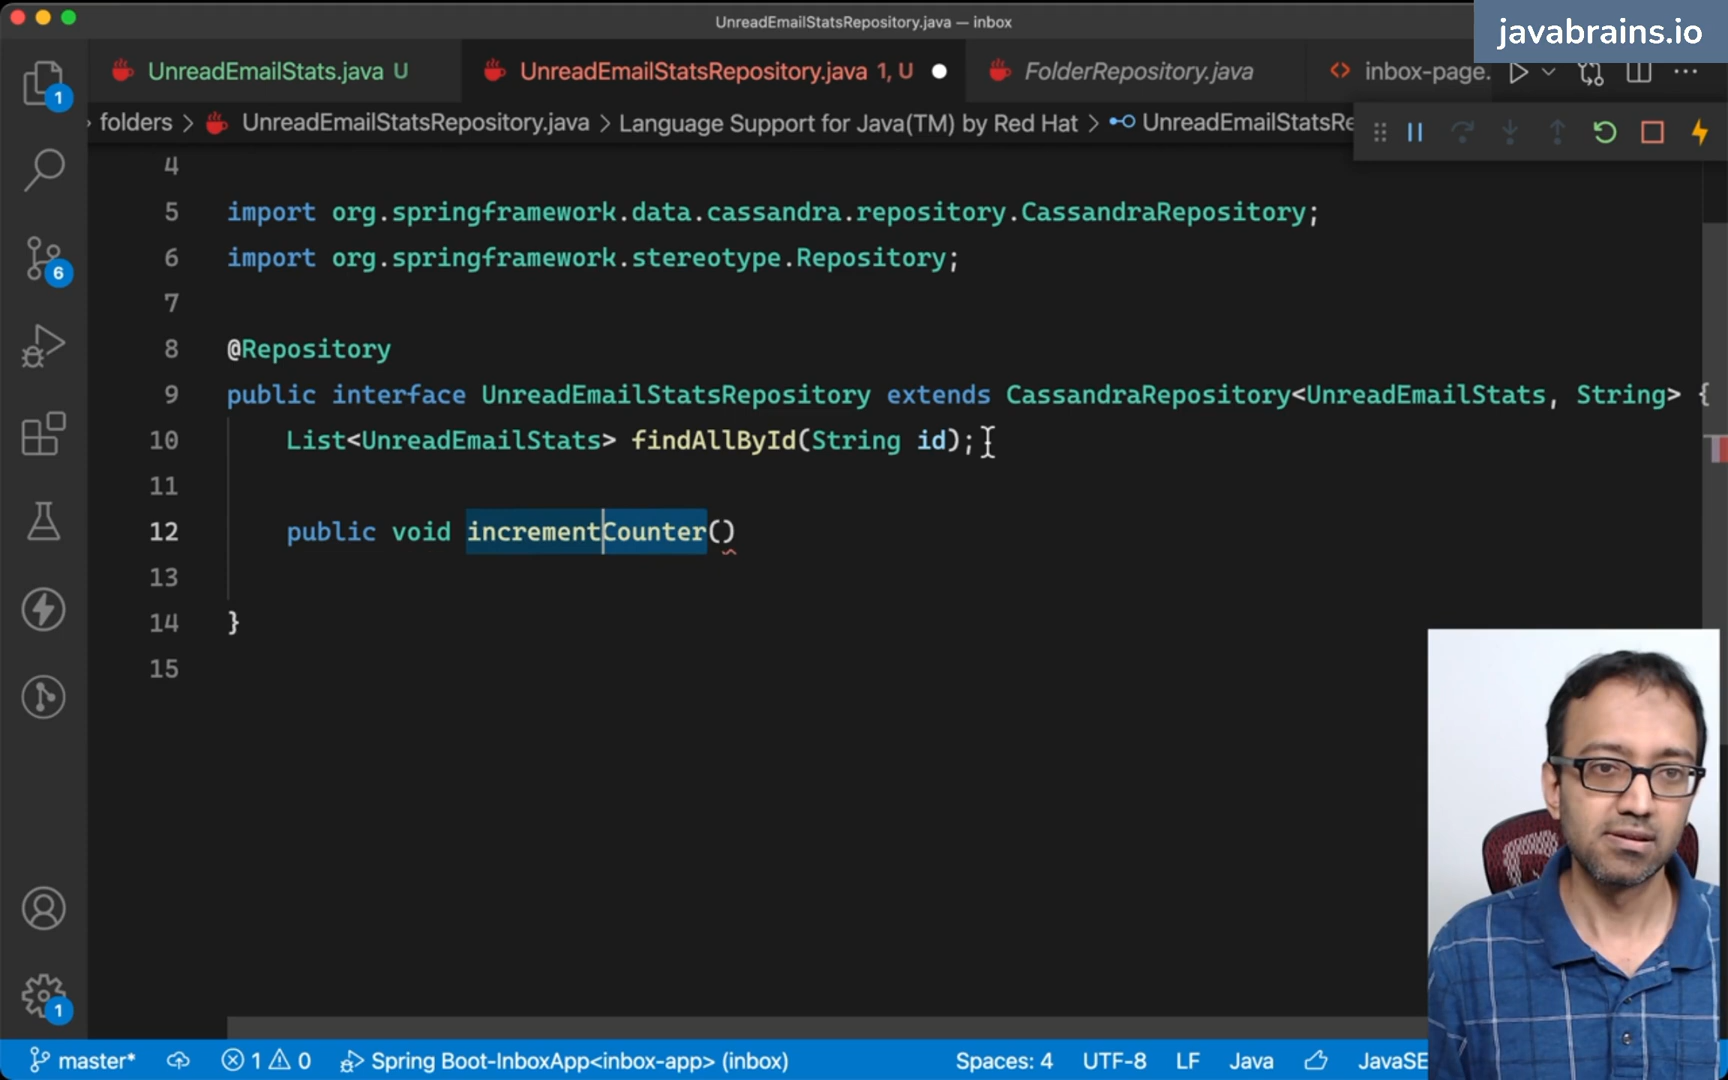 UnreadEmailStatsRepository.java — inbox
javabrains.io
UnreadEmailStats.java U
UnreadEmailStatsRepository.java 1, U
FolderRepository.java
inbox-page.
folders > UnreadEmailStatsRepository.java > Language Support for Java(TM) by Red Hat > UnreadEmailStatsRe
4
5 import org.springframework.data.cassandra.repository.CassandraRepository;
6 import org.springframework.stereotype.Repository;
7
8 @Repository
9 public interface UnreadEmailStatsRepository extends CassandraRepository<UnreadEmailStats, String> {
10 List<UnreadEmailStats> findAllById(String id);
11
12 public void incrementCounter()
13
14 }
15
1
6
1
master* 1 0 Spring Boot-InboxApp<inbox-app> (inbox) Spaces: 4 UTF-8 LF Java JavaSE